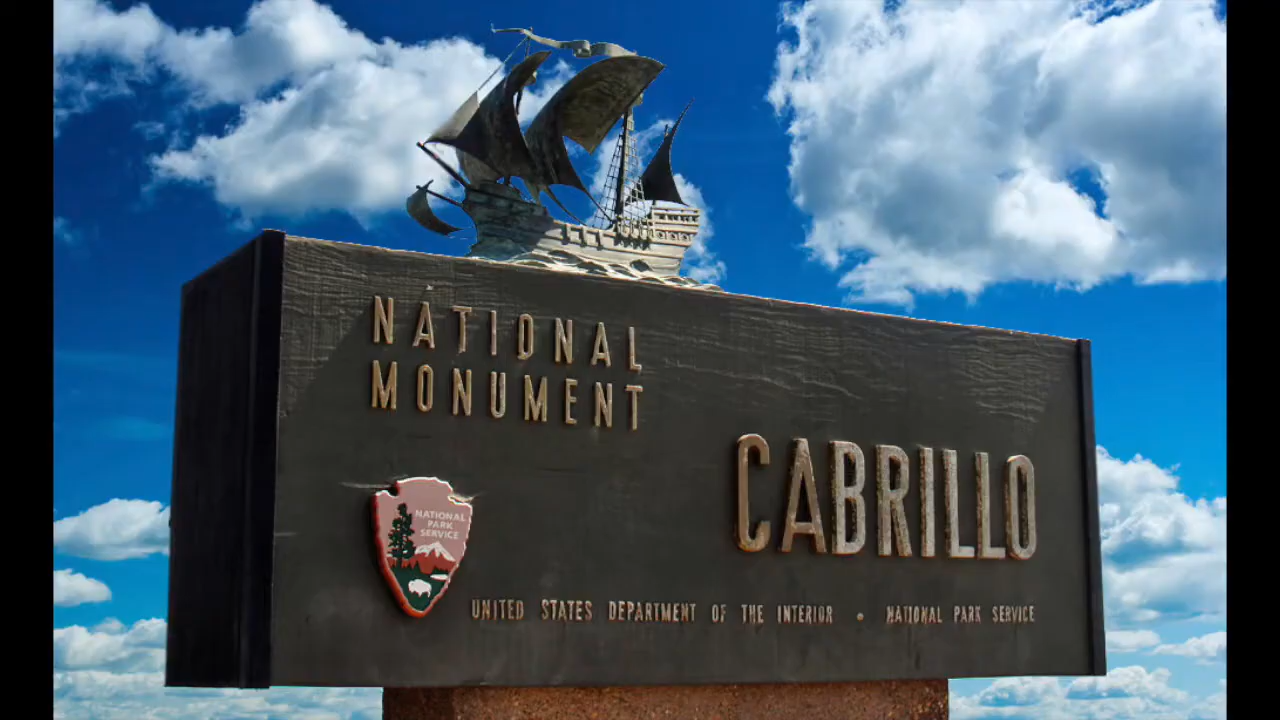 NATIONAL
MONUMENT
CABRILLO
NATIONAL
PARK
SERVICE
UNITED STATES DEPARTMENT OF THE INTERIOR • NATIONAL PARK SERVICE